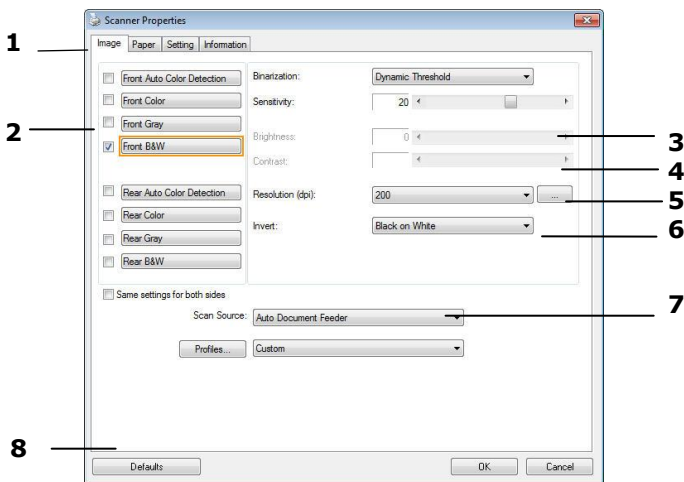 Scanner Properties
1
Image Paper Setting Information
Front Auto Color Detection
Binarization: Dynamic Threshold
Front Color
Sensitivity: 20
2
Front Gray
Brightness: 0
3
Front B&W
Contrast:
4
Rear Auto Color Detection
Resolution (dpi): 200 ...
5
Rear Color
Invert: Black on White
6
Rear Gray
Rear B&W
Same settings for both sides
Scan Source: Auto Document Feeder
7
Profiles... Custom
8
Defaults OK Cancel